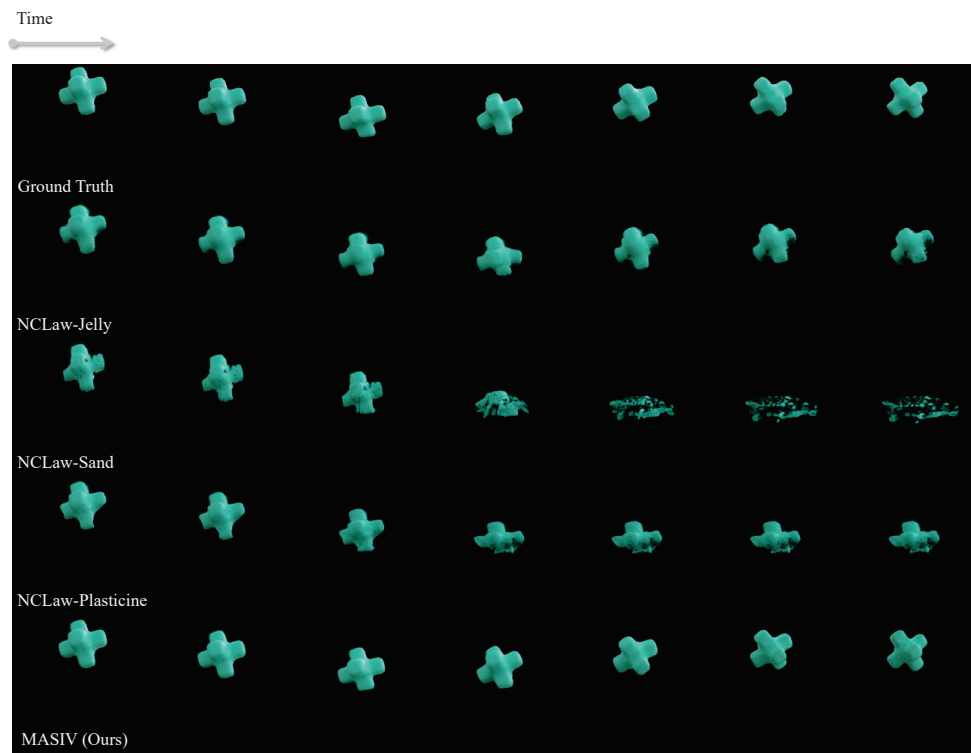 Time
Ground Truth
NCLaw-Jelly
NCLaw-Sand
NCLaw-Plasticine
MASIV (Ours)